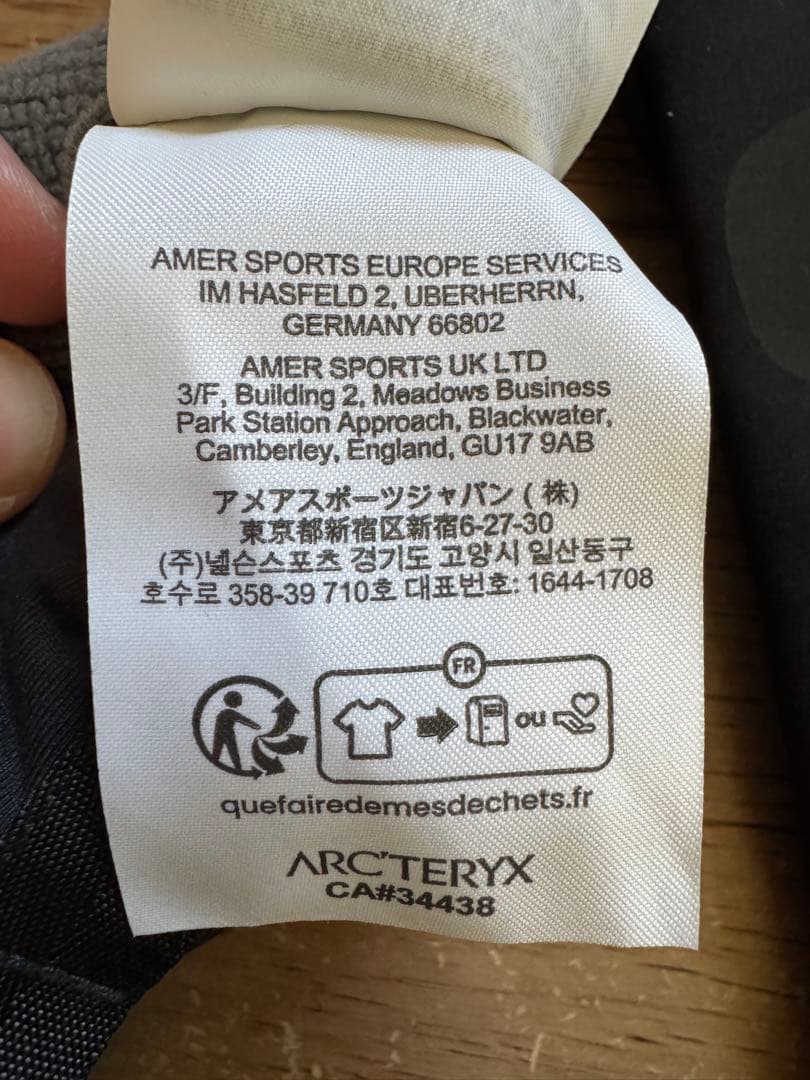 AMER SPORTS EUROPE SERVICES
IM HASFELD 2, UBERHERRN,
GERMANY 66802
AMER SPORTS UK LTD
3/F, Building 2, Meadows Business
Park Station Approach, Blackwater,
Camberley, England, GU17 9AB
アメアスポーツジャパン ( 株)
東京都新宿区新宿6-27-30
(주)넬슨스포츠 경기도 고양시 일산동구
호수로 358-39 710호 대표번호: 1644-1708
FR
ou
quefairedemesdechets.fr
ARC'TERYX
CA#34438